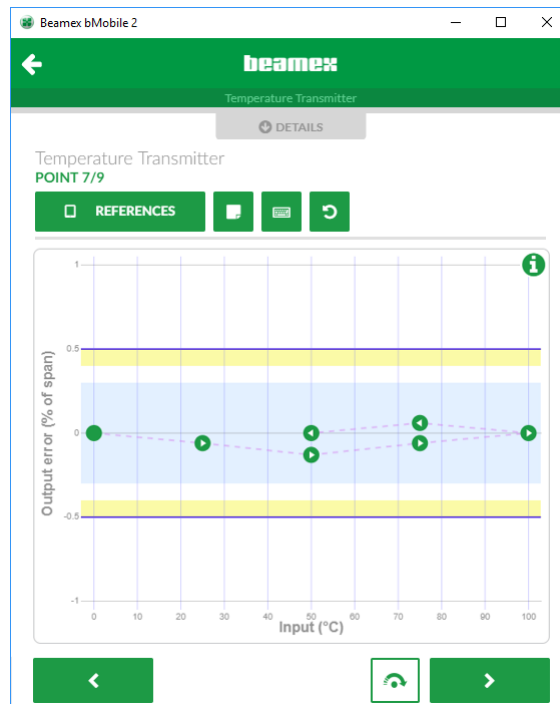 Beamex bMobile 2
beamex
Temperature Transmitter
DETAILS
Temperature Transmitter
POINT 7/9
REFERENCES
Output error (% of span)
1
0.5
0
-0.5
-1
0 10 20 30 40 50 60 70 80 90 100
Input (°C)